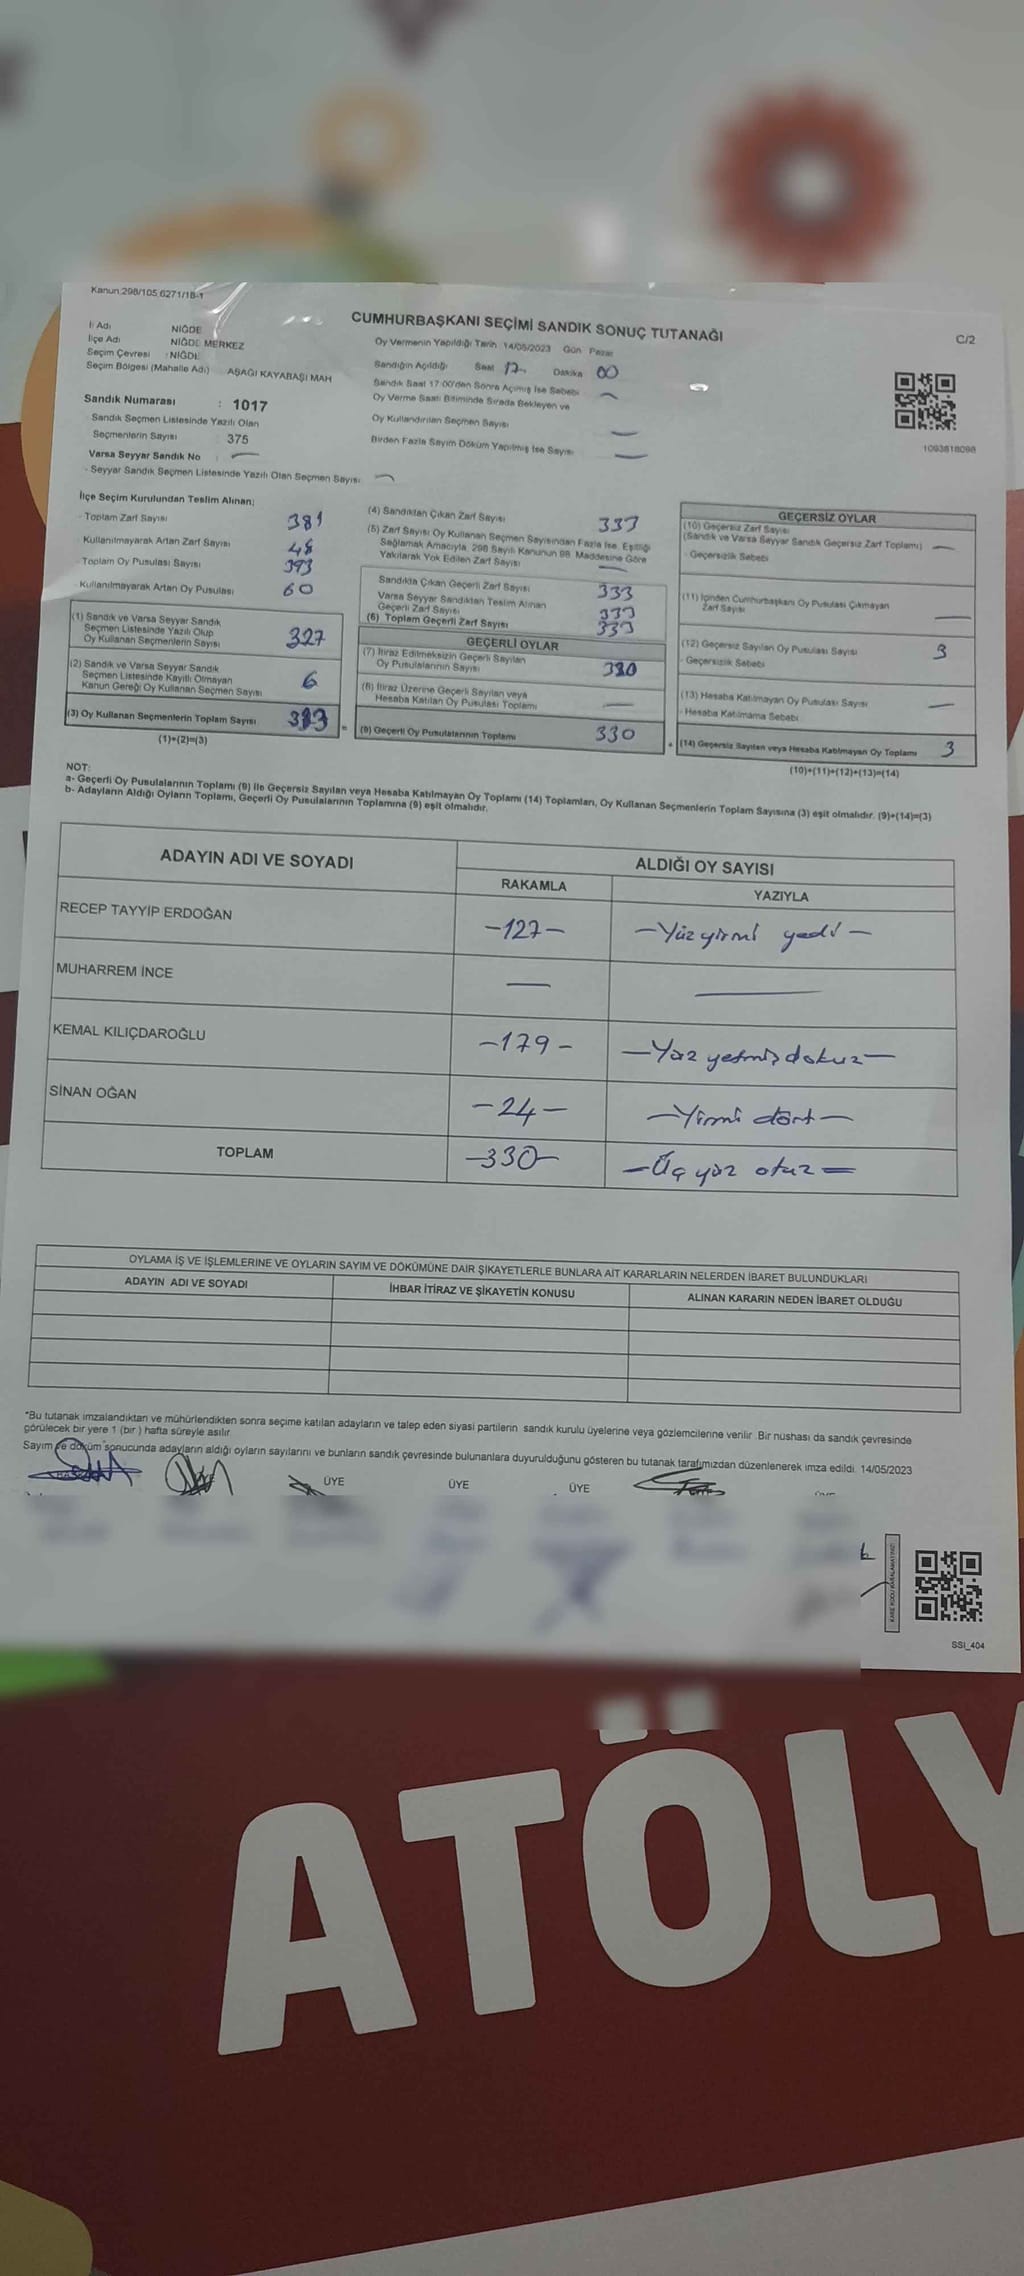 Kanun:298/105,6271/18-1
CUMHURBAŞKANI SEÇİMİ SANDIK SONUÇ TUTANAĞI
C/2
İl Adı NİĞDE
İlçe Adı NİĞDE MERKEZ
Seçim Çevresi : NİĞDE
Seçim Bölgesi (Mahalle Adı) AŞAĞI KAYABAŞI MAH
Sandık Numarası : 1017
Sandık Seçmen Listesinde Yazılı Olan
Seçmenlerin Sayısı : 375
Varsa Seyyar Sandık No : —
- Seyyar Sandık Seçmen Listesinde Yazılı Olan Seçmen Sayısı —
Oy Vermenin Yapıldığı Tarih 14/05/2023 Gün Pazar
Sandığın Açıldığı Saat 17 Dakika 00
Sandık Saat 17:00'den Sonra Açılmış İse Sebebi —
Oy Verme Saati Bitiminde Sırada Bekleyen ve
Oy Kullandırılan Seçmen Sayısı —
Birden Fazla Sayım Döküm Yapılmış İse Sayısı —
1093818098
İlçe Seçim Kurulundan Teslim Alınan;
- Toplam Zarf Sayısı 381
- Kullanılmayarak Artan Zarf Sayısı 48
- Toplam Oy Pusulası Sayısı 393
- Kullanılmayarak Artan Oy Pusulası 60
(1) Sandık ve Varsa Seyyar Sandık
Seçmen Listesinde Yazılı Olup
Oy Kullanan Seçmenlerin Sayısı 327
(2) Sandık ve Varsa Seyyar Sandık
Seçmen Listesinde Kayıtlı Olmayan
Kanun Gereği Oy Kullanan Seçmen Sayısı 6
(3) Oy Kullanan Seçmenlerin Toplam Sayısı 333
(1)+(2)=(3)
(4) Sandıktan Çıkan Zarf Sayısı 333
(5) Zarf Sayısı Oy Kullanan Seçmen Sayısından Fazla İse, Eşitliği
Sağlamak Amacıyla, 298 Sayılı Kanunun 98. Maddesine Göre
Yakılarak Yok Edilen Zarf Sayısı —
Sandıkta Çıkan Geçerli Zarf Sayısı 333
Varsa Seyyar Sandıktan Teslim Alınan
Geçerli Zarf Sayısı 333
(6) Toplam Geçerli Zarf Sayısı 333
GEÇERLİ OYLAR
(7) İtiraz Edilmeksizin Geçerli Sayılan
Oy Pusulalarının Sayısı 330
(8) İtiraz Üzerine Geçerli Sayılan veya
Hesaba Katılan Oy Pusulası Toplamı —
= (9) Geçerli Oy Pusulalarının Toplamı 330
GEÇERSİZ OYLAR
(10) Geçersiz Zarf Sayısı
(Sandık ve Varsa Seyyar Sandık Geçersiz Zarf Toplamı) —
- Geçersizlik Sebebi
(11) İçinden Cumhurbaşkanı Oy Pusulası Çıkmayan
Zarf Sayısı —
(12) Geçersiz Sayılan Oy Pusulası Sayısı 3
- Geçersizlik Sebebi
(13) Hesaba Katılmayan Oy Pusulası Sayısı —
- Hesaba Katılmama Sebebi
+ (14) Geçersiz Sayılan veya Hesaba Katılmayan Oy Toplamı 3
(10)+(11)+(12)+(13)=(14)
NOT:
a- Geçerli Oy Pusulalarının Toplamı (9) ile Geçersiz Sayılan veya Hesaba Katılmayan Oy Toplamı (14) Toplamları, Oy Kullanan Seçmenlerin Toplam Sayısına (3) eşit olmalıdır. (9)+(14)=(3)
b- Adayların Aldığı Oyların Toplamı, Geçerli Oy Pusulalarının Toplamına (9) eşit olmalıdır.
ADAYIN ADI VE SOYADI ALDIĞI OY SAYISI
RAKAMLA YAZIYLA
RECEP TAYYİP ERDOĞAN —127— —Yüz yirmi yedi—
MUHARREM İNCE — —
KEMAL KILIÇDAROĞLU —179— —Yüz yetmiş dokuz—
SİNAN OĞAN —24— —Yirmi dört—
TOPLAM —330— —Üç yüz otuz—
OYLAMA İŞ VE İŞLEMLERİNE VE OYLARIN SAYIM VE DÖKÜMÜNE DAİR ŞİKAYETLERLE BUNLARA AİT KARARLARIN NELERDEN İBARET BULUNDUKLARI
ADAYIN ADI VE SOYADI İHBAR İTİRAZ VE ŞİKAYETİN KONUSU ALINAN KARARIN NEDEN İBARET OLDUĞU
*Bu tutanak imzalandıktan ve mühürlendikten sonra seçime katılan adayların ve talep eden siyasi partilerin sandık kurulu üyelerine veya gözlemcilerine verilir. Bir nüshası da sandık çevresinde
görülecek bir yere 1 (bir) hafta süreyle asılır.
Sayım ve döküm sonucunda adayların aldığı oyların sayılarını ve bunların sandık çevresinde bulunanlara duyurulduğunu gösteren bu tutanak tarafımızdan düzenlenerek imza edildi. 14/05/2023
ÜYE ÜYE ÜYE
KARE KODU KARALAMAYINIZ!
SSI_404
ATÖLY